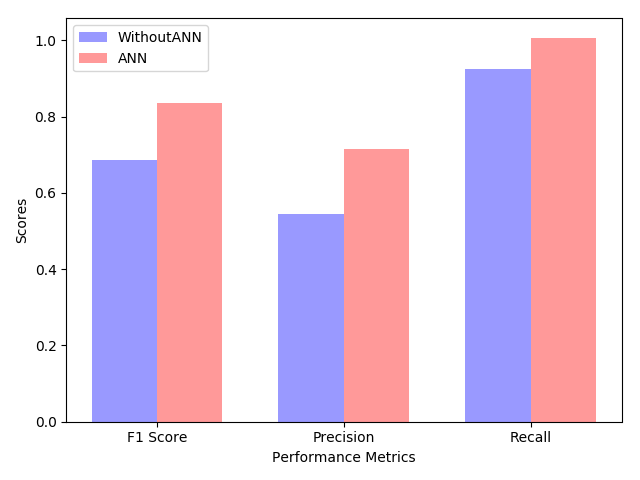 WithoutANN
ANN
1.0
0.8
0.6
0.4
0.2
0.0
Scores
F1 Score
Precision
Recall
Performance Metrics